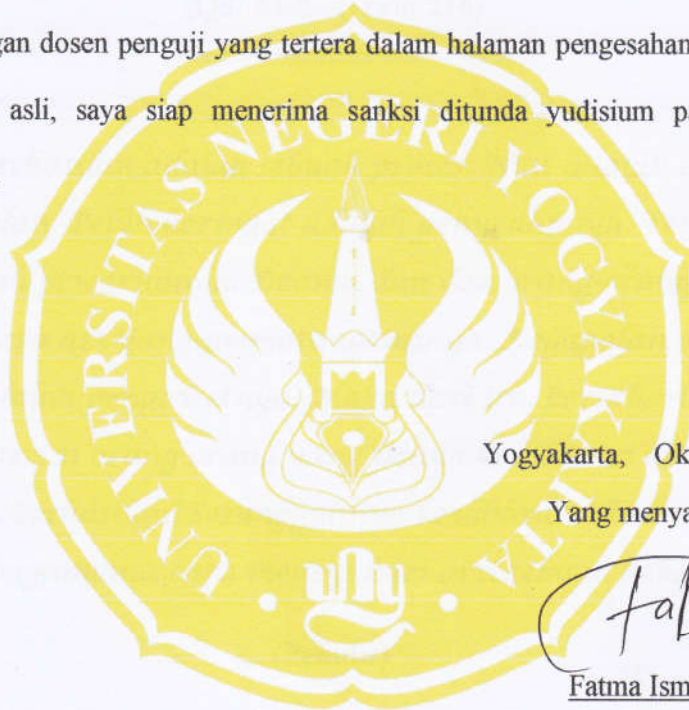 gan dosen penguji yang tertera dalam halaman pengesahan
asli, saya siap menerima sanksi ditunda yudisium pa
UNIVERSITAS NEGERI YOGYAKARTA
Yogyakarta, Ok
Yang menya
Fatma Ism